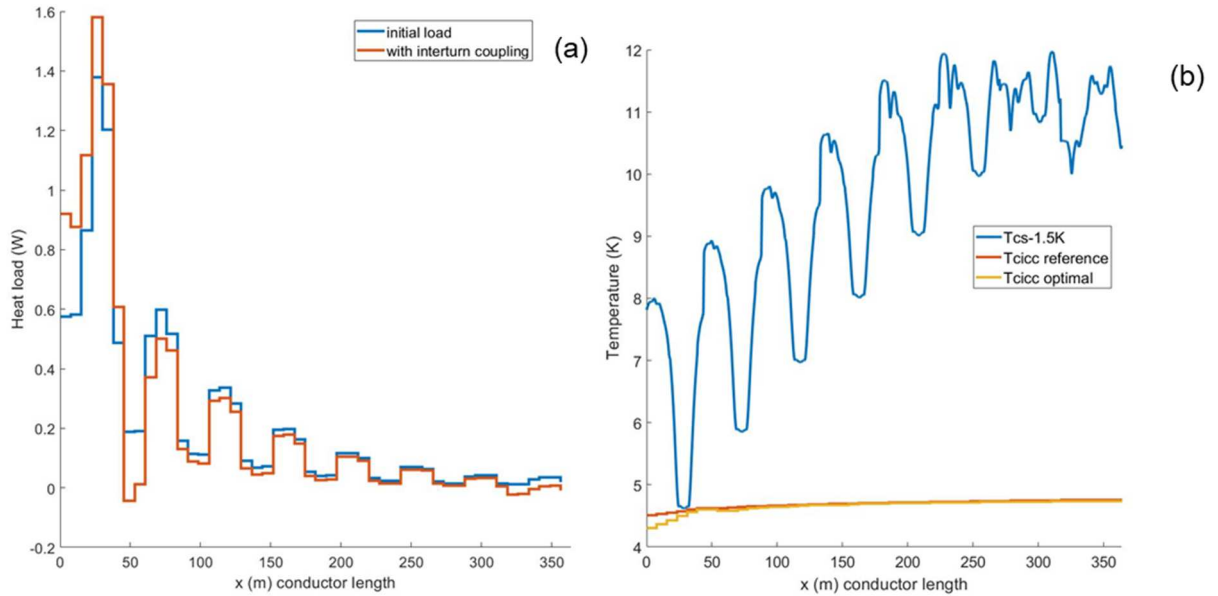 (a)
initial load
with interturn coupling
Heat load (W)
1.6
1.4
1.2
1
0.8
0.6
0.4
0.2
0
-0.2
0 50 100 150 200 250 300 350
x (m) conductor length
(b)
Tcs-1.5K
Tcicc reference
Tcicc optimal
Temperature (K)
12
11
10
9
8
7
6
5
4
0 50 100 150 200 250 300 350
x (m) conductor length